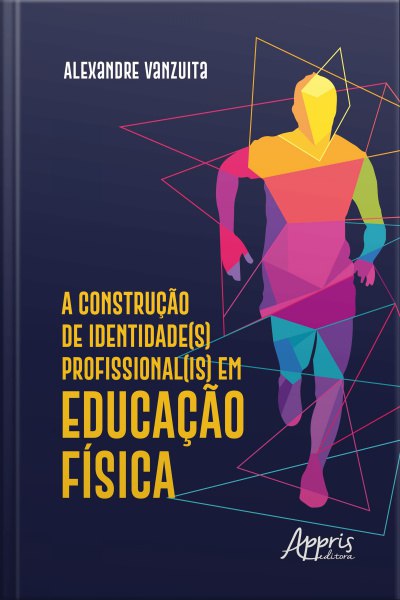 ALEXANDRE VANZUITA
A CONSTRUÇÃO
DE IDENTIDADE(S)
PROFISSIONAL(IS) EM
EDUCAÇÃO
FÍSICA
Appris
editora